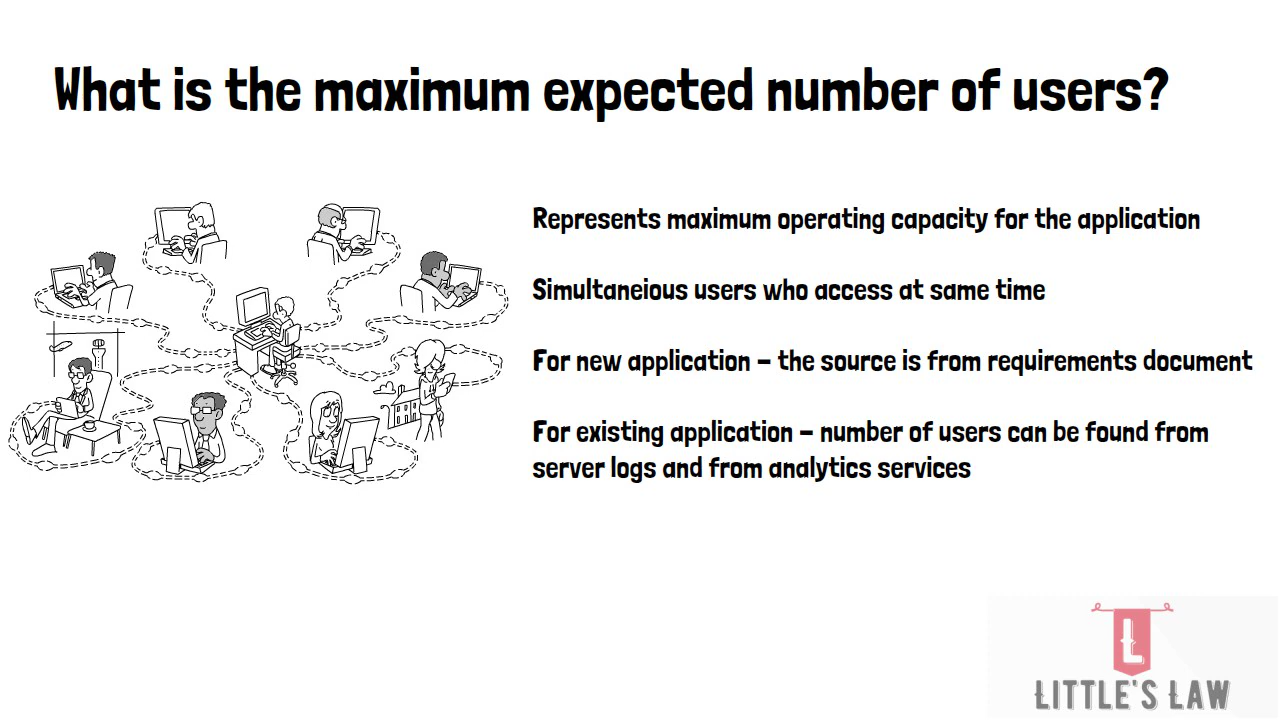 What is the maximum expected number of users?
Represents maximum operating capacity for the application
Simultaneious users who access at same time
For new application – the source is from requirements document
For existing application – number of users can be found from
server logs and from analytics services
L
LITTLE'S LAW